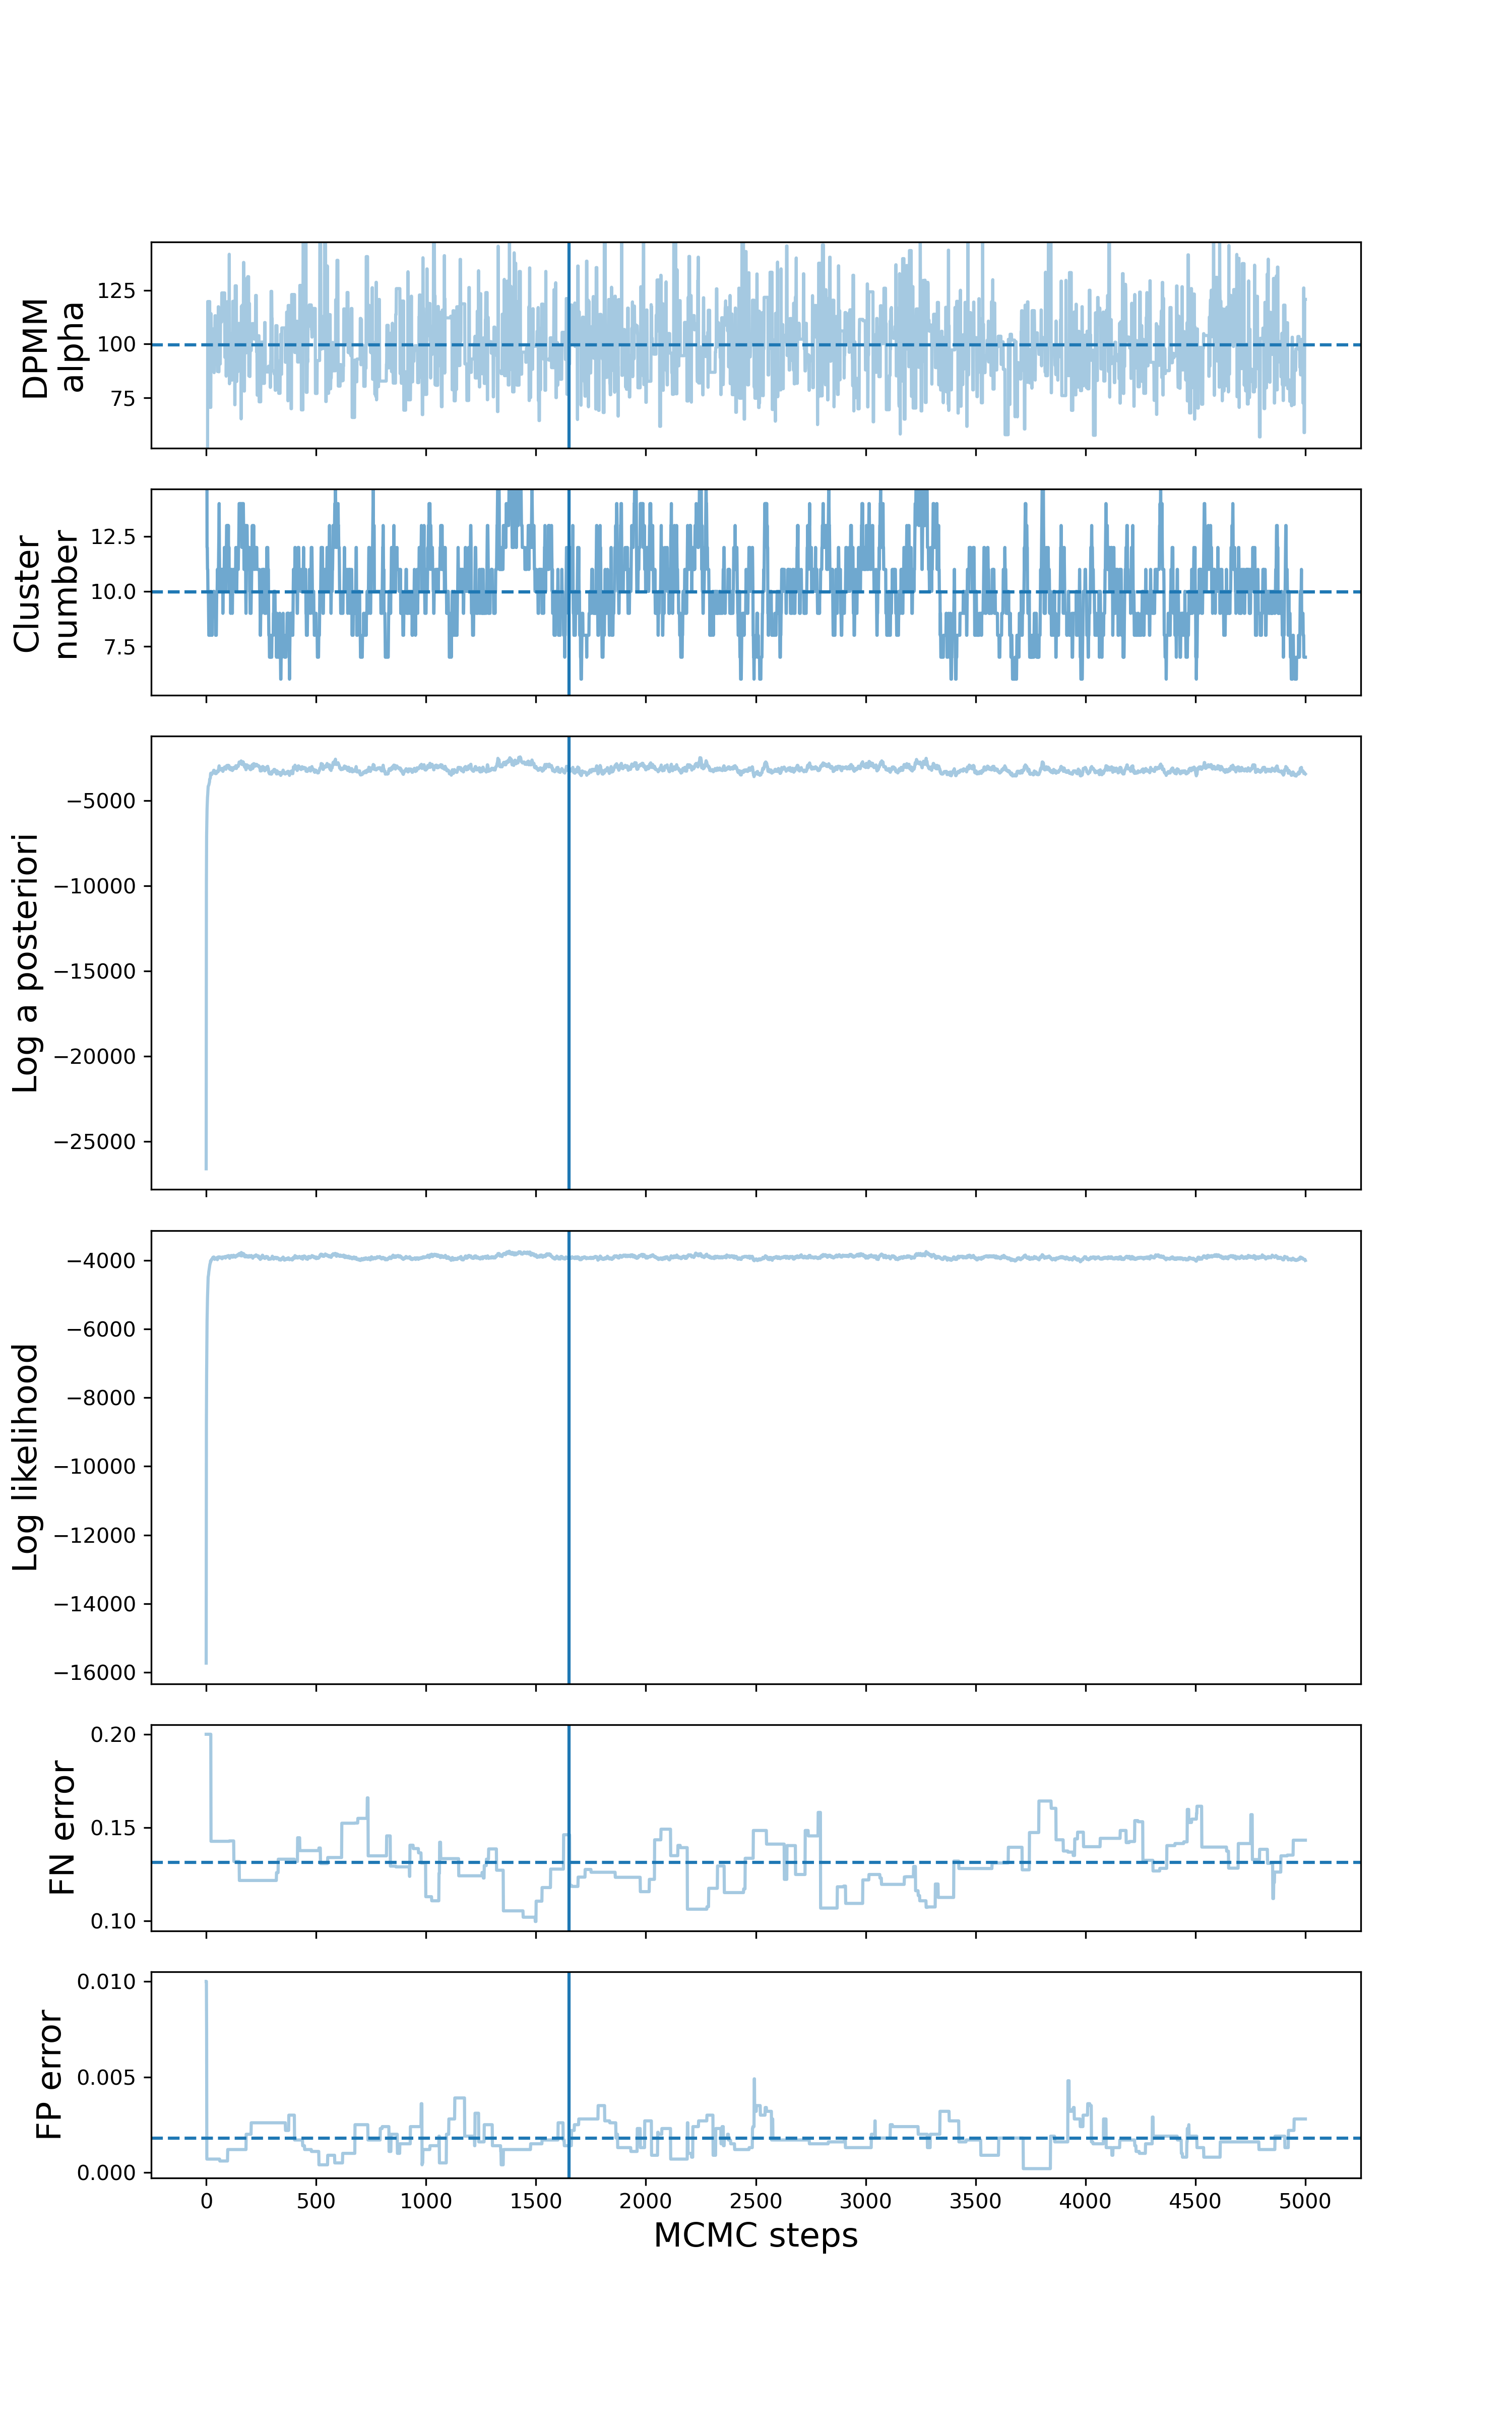 DPMM
alpha
125
100
75
Cluster
number
12.5
10.0
7.5
Log a posteriori
−5000
−10000
−15000
−20000
−25000
Log likelihood
−4000
−6000
−8000
−10000
−12000
−14000
−16000
FN error
0.20
0.15
0.10
FP error
0.010
0.005
0.000
0 500 1000 1500 2000 2500 3000 3500 4000 4500 5000
MCMC steps